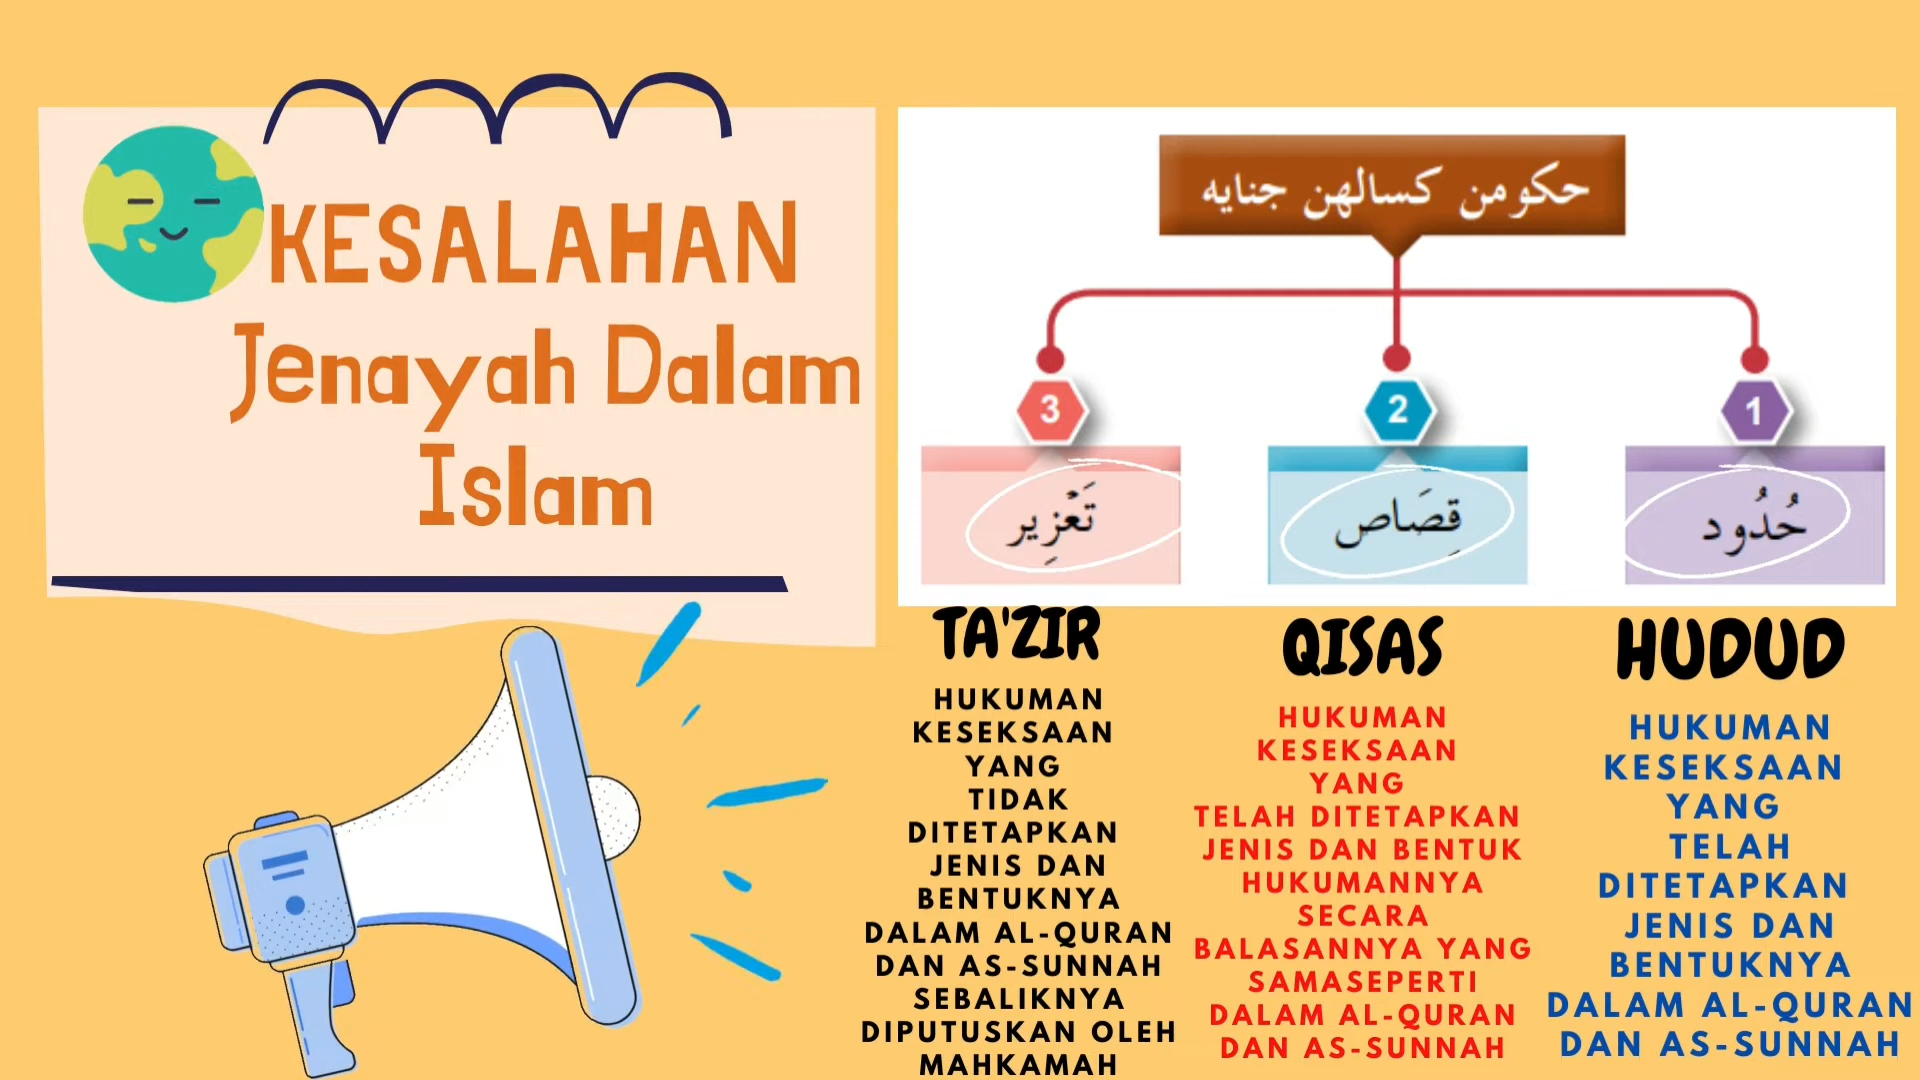 KESALAHAN
Jenayah Dalam
Islam
حكومن كسالهن جنايه
1
2
3
حُدُود
قِصَاص
تَعْزِير
TA'ZIR
HUKUMAN
KESEKSAAN
YANG
TIDAK
DITETAPKAN
JENIS DAN
BENTUKNYA
DALAM AL-QURAN
DAN AS-SUNNAH
SEBALIKNYA
DIPUTUSKAN OLEH
MAHKAMAH
QISAS
HUKUMAN
KESEKSAAN
YANG
TELAH DITETAPKAN
JENIS DAN BENTUK
HUKUMANNYA
SECARA
BALASANNYA YANG
SAMASEPERTI
DALAM AL-QURAN
DAN AS-SUNNAH
HUDUD
HUKUMAN
KESEKSAAN
YANG
TELAH
DITETAPKAN
JENIS DAN
BENTUKNYA
DALAM AL-QURAN
DAN AS-SUNNAH